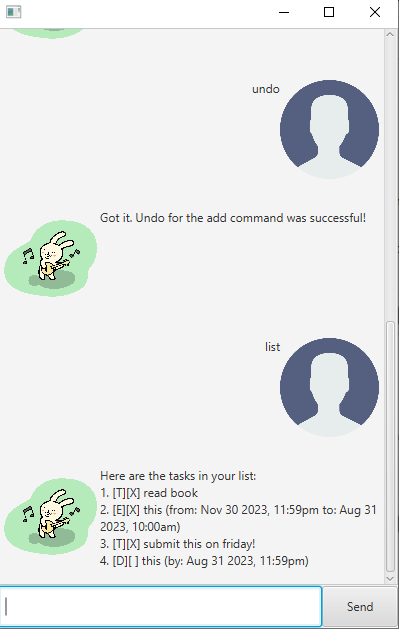 undo
Got it. Undo for the add command was successful!
list
Here are the tasks in your list:
1. [T][X] read book
2. [E][X] this (from: Nov 30 2023, 11:59pm to: Aug 31
2023, 10:00am)
3. [T][X] submit this on friday!
4. [D][ ] this (by: Aug 31 2023, 11:59pm)
Send